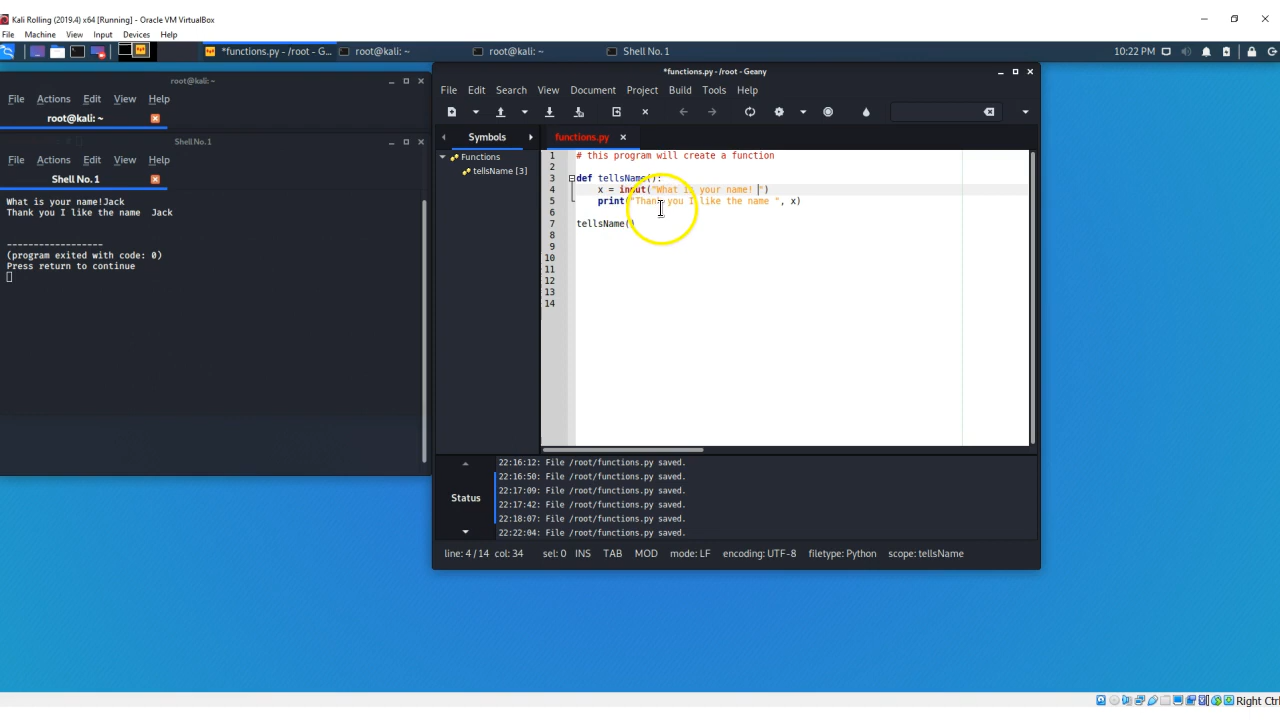 Kali Rolling (2019.4) x64 [Running] - Oracle VM VirtualBox
File Machine View Input Devices Help
*functions.py - /root - G... root@kali: ~ root@kali: ~ Shell No. 1 10:22 PM
root@kali: ~
File Actions Edit View Help
root@kali: ~
Shell No. 1
File Actions Edit View Help
Shell No. 1
What is your name!Jack
Thank you I like the name  Jack
------------------
(program exited with code: 0)
Press return to continue
*functions.py - /root - Geany
File Edit Search View Document Project Build Tools Help
Symbols
functions.py
Functions
tellsName [3]
1 # this program will create a function
2
3 def tellsName():
4 x = input("What is your name! ")
5 print("Thank you I like the name ", x)
6
7 tellsName()
8
9
10
11
12
13
14
Status
22:16:12: File /root/functions.py saved.
22:16:50: File /root/functions.py saved.
22:17:09: File /root/functions.py saved.
22:17:42: File /root/functions.py saved.
22:18:07: File /root/functions.py saved.
22:22:04: File /root/functions.py saved.
line: 4 / 14 col: 34 sel: 0 INS TAB MOD mode: LF encoding: UTF-8 filetype: Python scope: tellsName
Right Ctrl